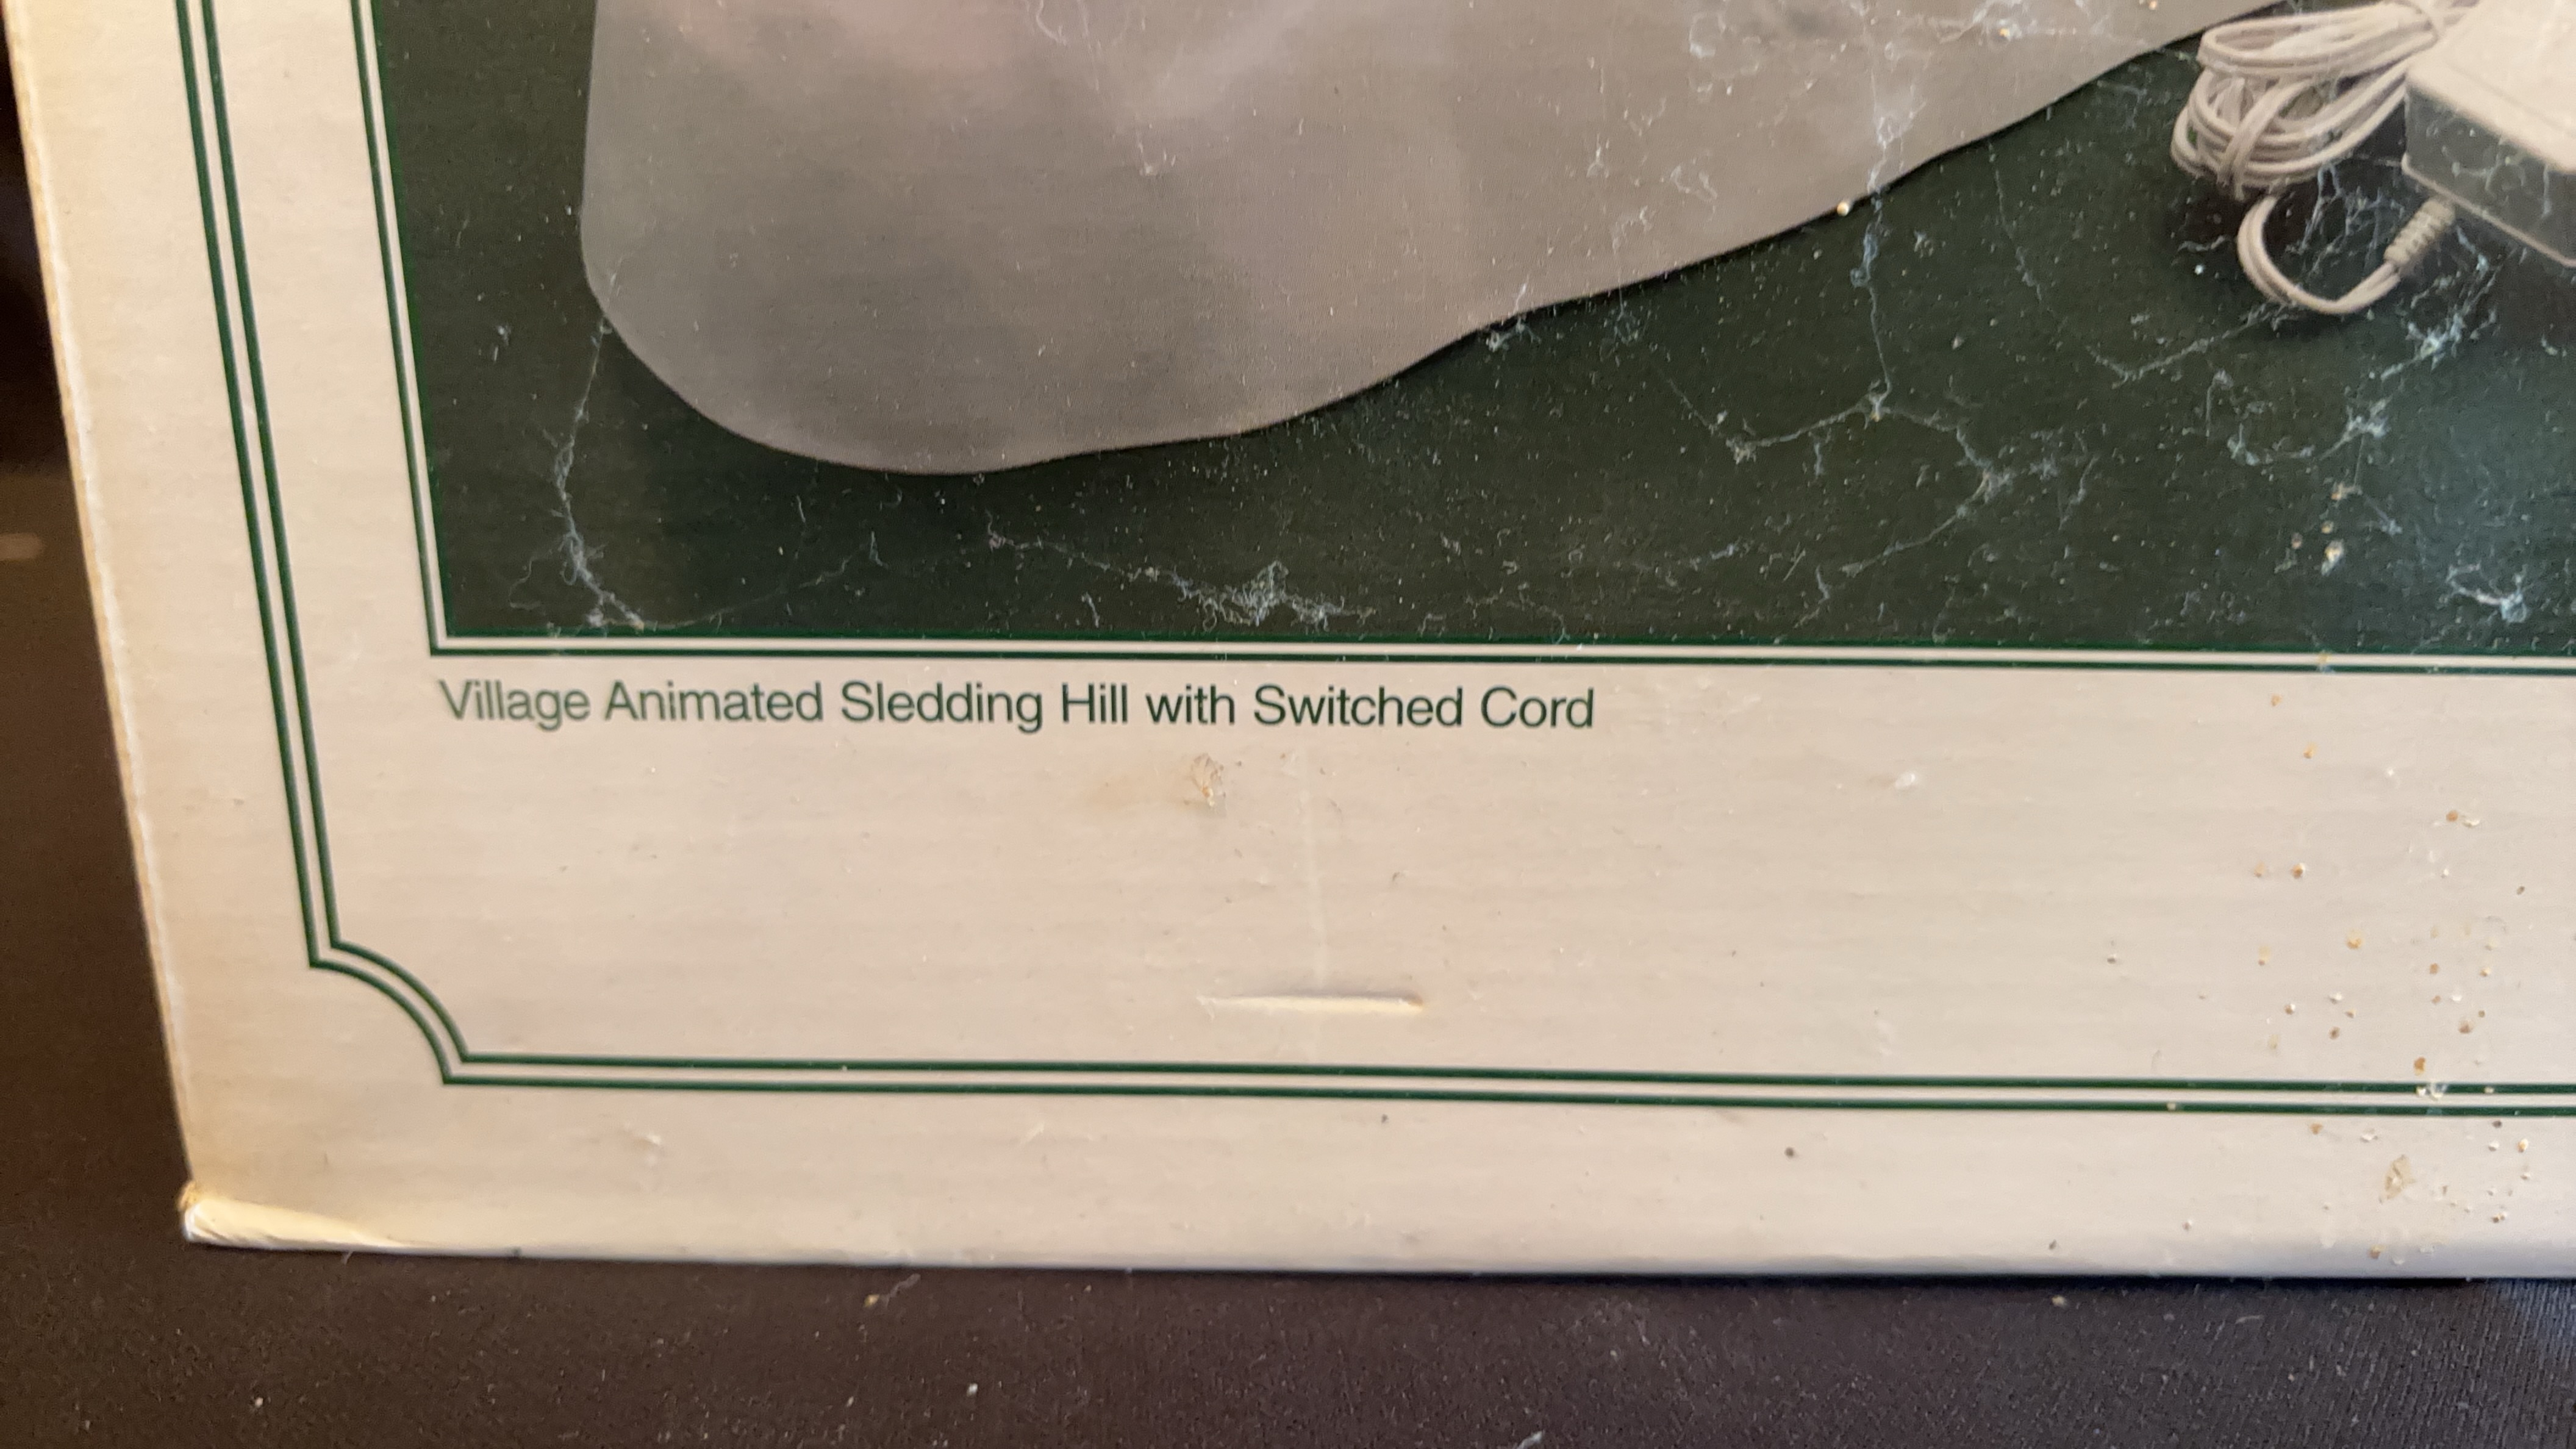 Village Animated Sledding Hill with Switched Cord